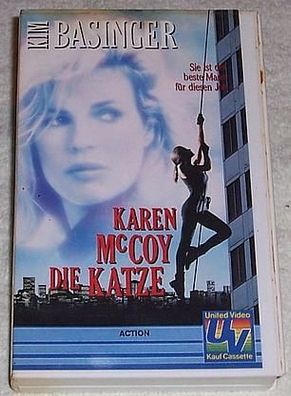 KIM BASINGER
Sie ist der
beste Mann
für diesen
KAREN
McCOY
DIE KATZE
ACTION
United Video
UV
Kauf Cassette